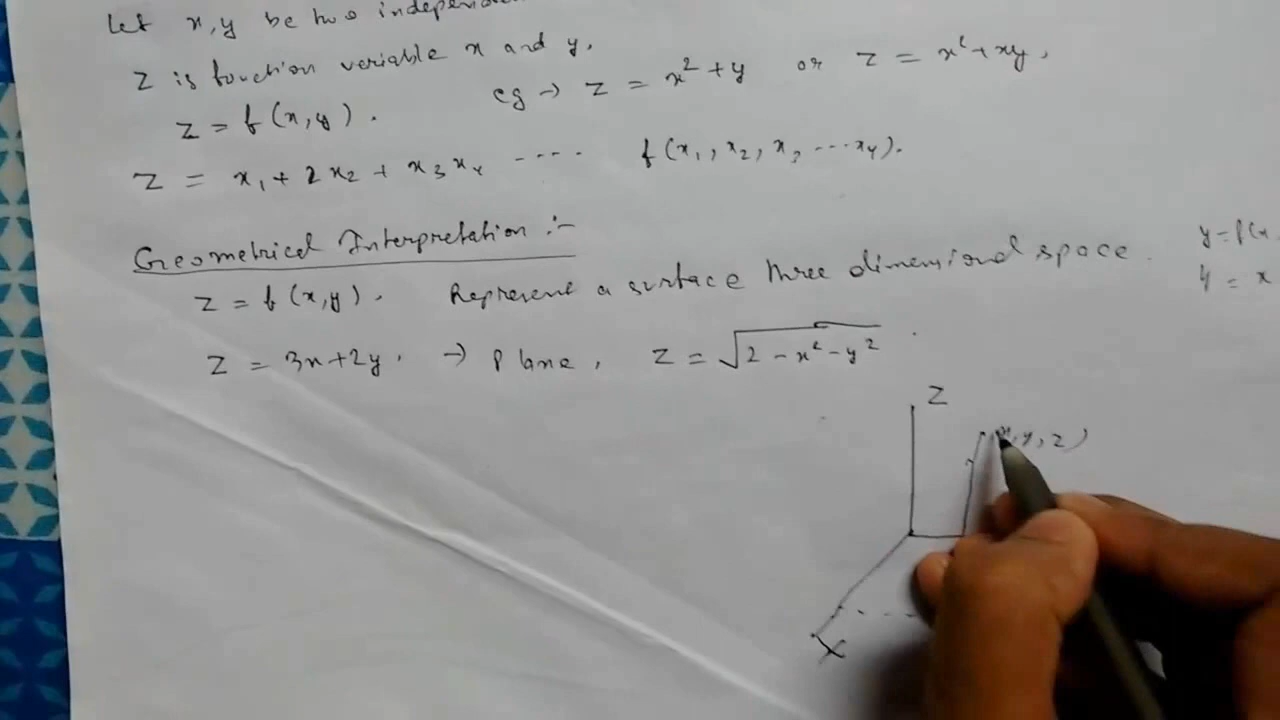 Let x, y be two
Z is function variable x and y.
Z = f(x,y). eg → Z = x² + y or Z = x² + xy.
Z = x₁ + 2x₂ + x₃x₄ ---- f(x₁, x₂, x₃ ---x₄).
Geometrical Interpretation :-
Z = f(x,y). Represent a surface three dimensional space.
y = f(x
y = x
Z = 3x+2y. → Plane, Z = √2 - x² - y²
Z
(x, y, z)
X